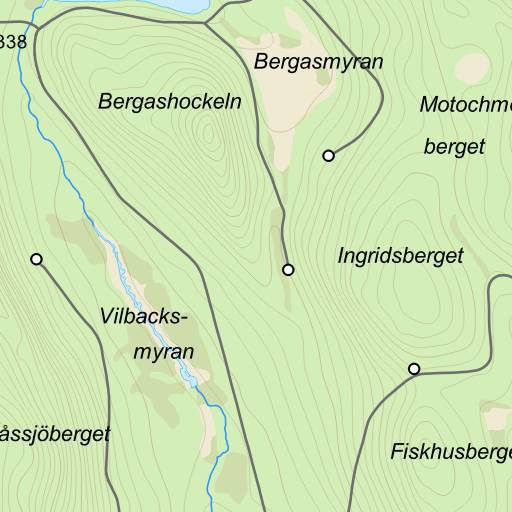 338
Bergasmyran
Bergashockeln
Motochm
berget
Ingridsberget
Vilbacks-
myran
åssjöberget
Fiskhusberge